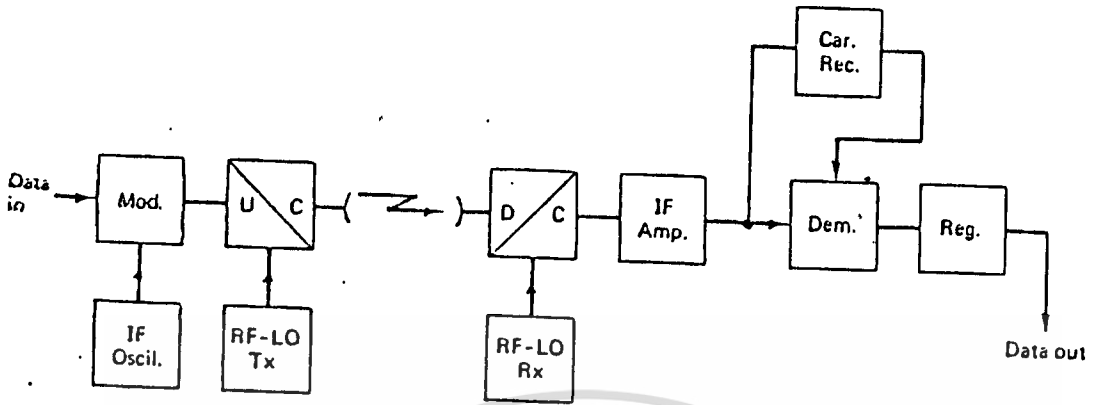 Data
in
Mod.
IF
Oscil.
U C
RF-LO
Tx
D C
RF-LO
Rx
IF
Amp.
Car.
Rec.
Dem.
Reg.
Data out